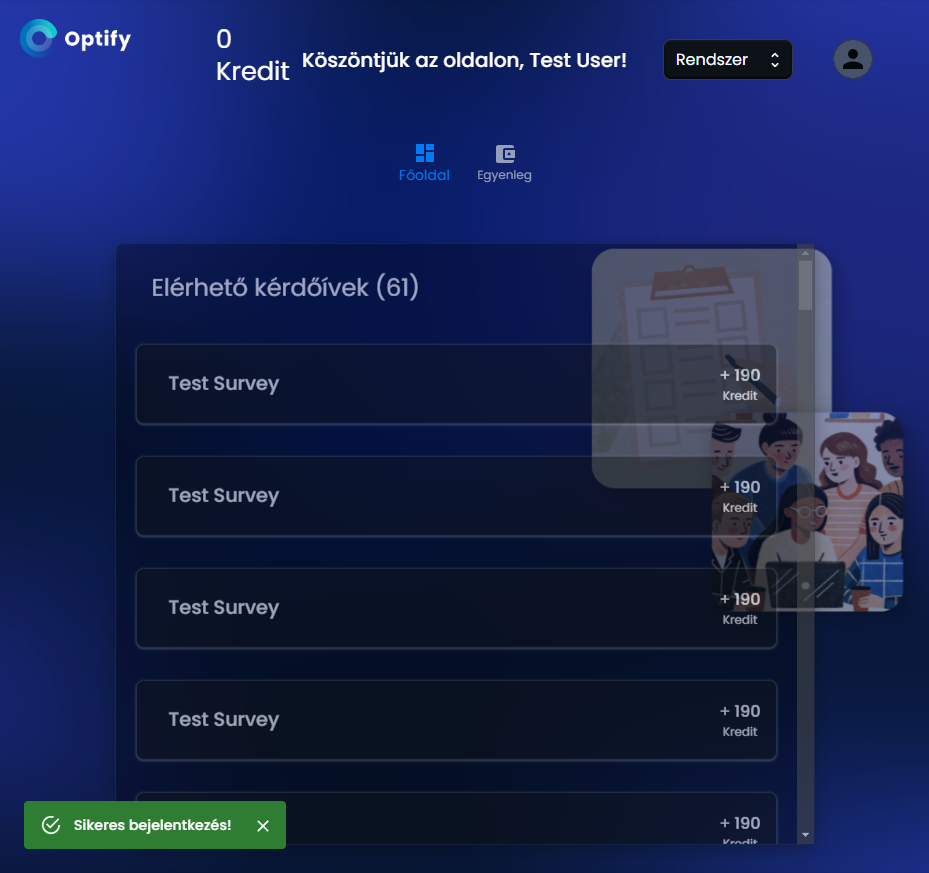 Optify
0
Kredit
Köszöntjük az oldalon, Test User!
Rendszer
Főoldal
Egyenleg
Elérhető kérdőívek (61)
Test Survey
+ 190
Kredit
Test Survey
+ 190
Kredit
Test Survey
+ 190
Kredit
Test Survey
+ 190
Kredit
+ 190
Kredit
Sikeres bejelentkezés!